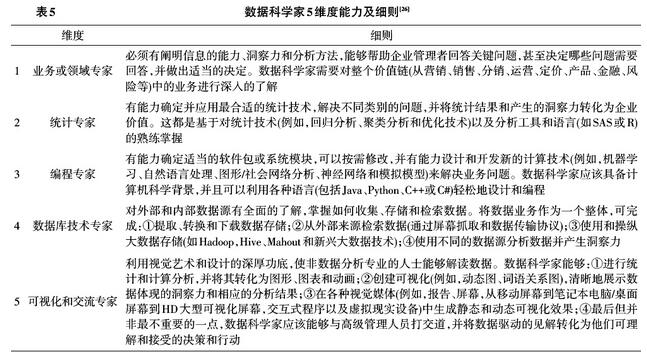 表5 数据科学家5维度能力及细则[26]
维度 细则
必须有阐明信息的能力、洞察力和分析方法，能够帮助企业管理者回答关键问题，甚至决定哪些问题需要
1 业务或领域专家 回答，并做出适当的决定。数据科学家需要对整个价值链(从营销、销售、分销、运营、定价、产品、金融、风
险等)中的业务进行深入的了解
有能力确定并应用最合适的统计技术，解决不同类别的问题，并将统计结果和产生的洞察力转化为企业
2 统计专家 价值。这都是基于对统计技术(例如，回归分析、聚类分析和优化技术)以及分析工具和语言(如SAS或R)
的熟练掌握
有能力确定适当的软件包或系统模块，可以按需修改，并有能力设计和开发新的计算技术(例如，机器学
3 编程专家 习、自然语言处理、图形/社会网络分析、神经网络和模拟模型)来解决业务问题。数据科学家应该具备计
算机科学背景，并且可以利用各种语言(包括Java、Python、C++或C#)轻松地设计和编程
对外部和内部数据源有全面的了解，掌握如何收集、存储和检索数据。将数据业务作为一个整体，可完
4 数据库技术专家 成:①提取、转换和下载数据存储;②从外部来源检索数据(通过屏幕抓取和数据传输协议);③使用和操纵
大数据存储(如Hadoop，Hive、Mahout和新兴大数据技术);④使用不同的数据源分析数据并产生洞察力
利用视觉艺术和设计的深厚功底，使非数据分析专业的人士能够解读数据。数据科学家能够:①进行统
计和计算分析，并将其转化为图形、图表和动画;②创建可视化(例如，动态图、词语关系图)，清晰地展示数
5 可视化和交流专家 据体现的洞察力和相应的分析结果;③在各种视觉媒体(例如，报告、屏幕，从移动屏幕到笔记本电脑/桌面
屏幕到HD大型可视化屏幕，交互式程序以及虚拟现实设备)中生成静态和动态可视化效果;④最后但并
非最不重要的一点，数据科学家应该能够与高级管理人员打交道，并将数据驱动的见解转化为他们可理
解和接受的决策和行动